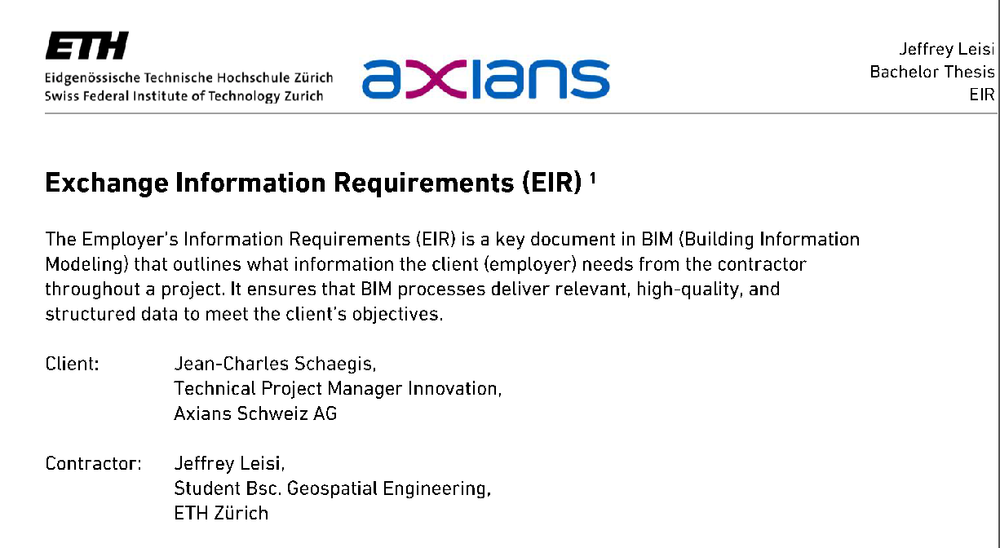 ETH
Eidgenössische Technische Hochschule Zürich
Swiss Federal Institute of Technology Zurich
axians
Jeffrey Leisi
Bachelor Thesis
EIR
Exchange Information Requirements (EIR) 1
The Employer's Information Requirements (EIR) is a key document in BIM (Building Information
Modeling) that outlines what information the client (employer) needs from the contractor
throughout a project. It ensures that BIM processes deliver relevant, high-quality, and
structured data to meet the client's objectives.
Client: Jean-Charles Schaegis,
Technical Project Manager Innovation,
Axians Schweiz AG
Contractor: Jeffrey Leisi,
Student Bsc. Geospatial Engineering,
ETH Zürich